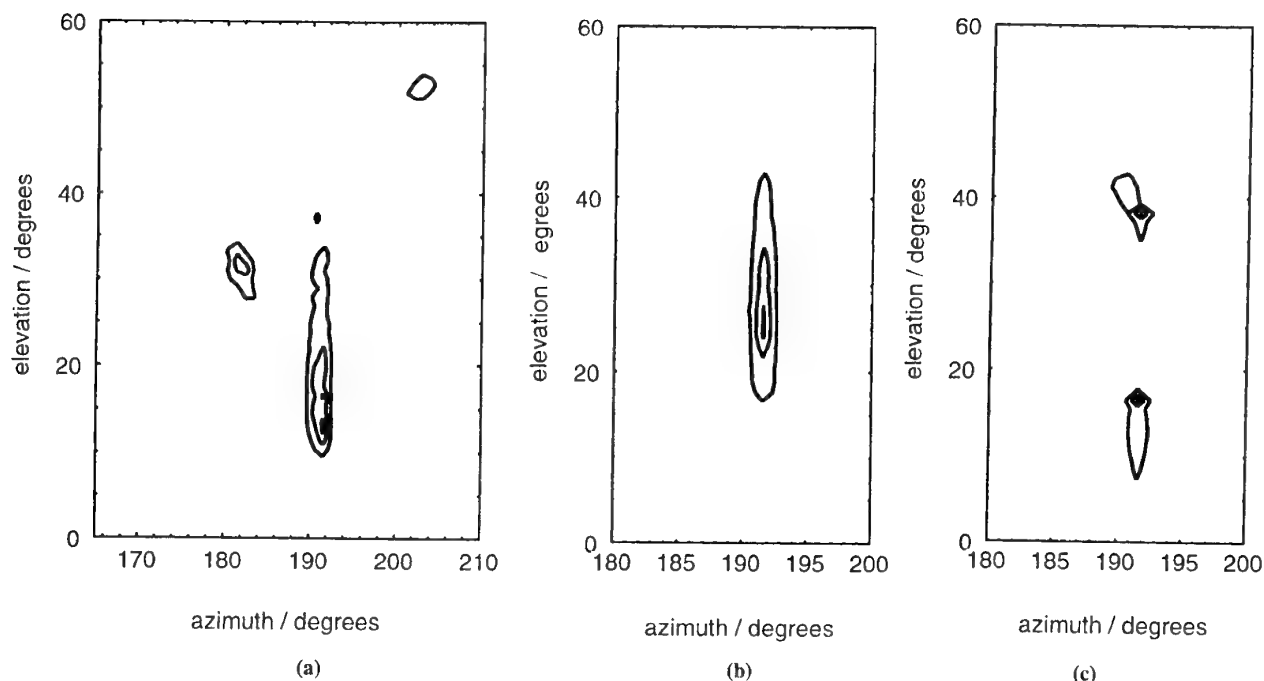 60
40
20
0
170 180 190 200 210
elevation / degrees
azimuth / degrees
(a)
60
40
20
0
180 185 190 195 200
elevation / egrees
azimuth / degrees
(b)
60
40
20
0
180 185 190 195 200
elevation / degrees
azimuth / degrees
(c)